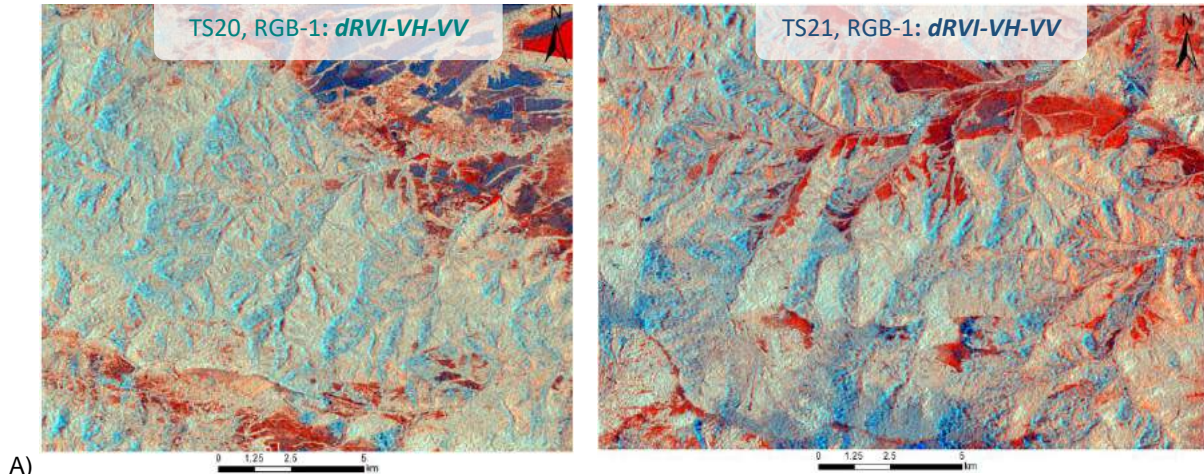 TS20, RGB-1: dRVI-VH-VV
N
TS21, RGB-1: dRVI-VH-VV
N
A)
0 1.25 2.5 5
km
0 1.25 2.5 5
km